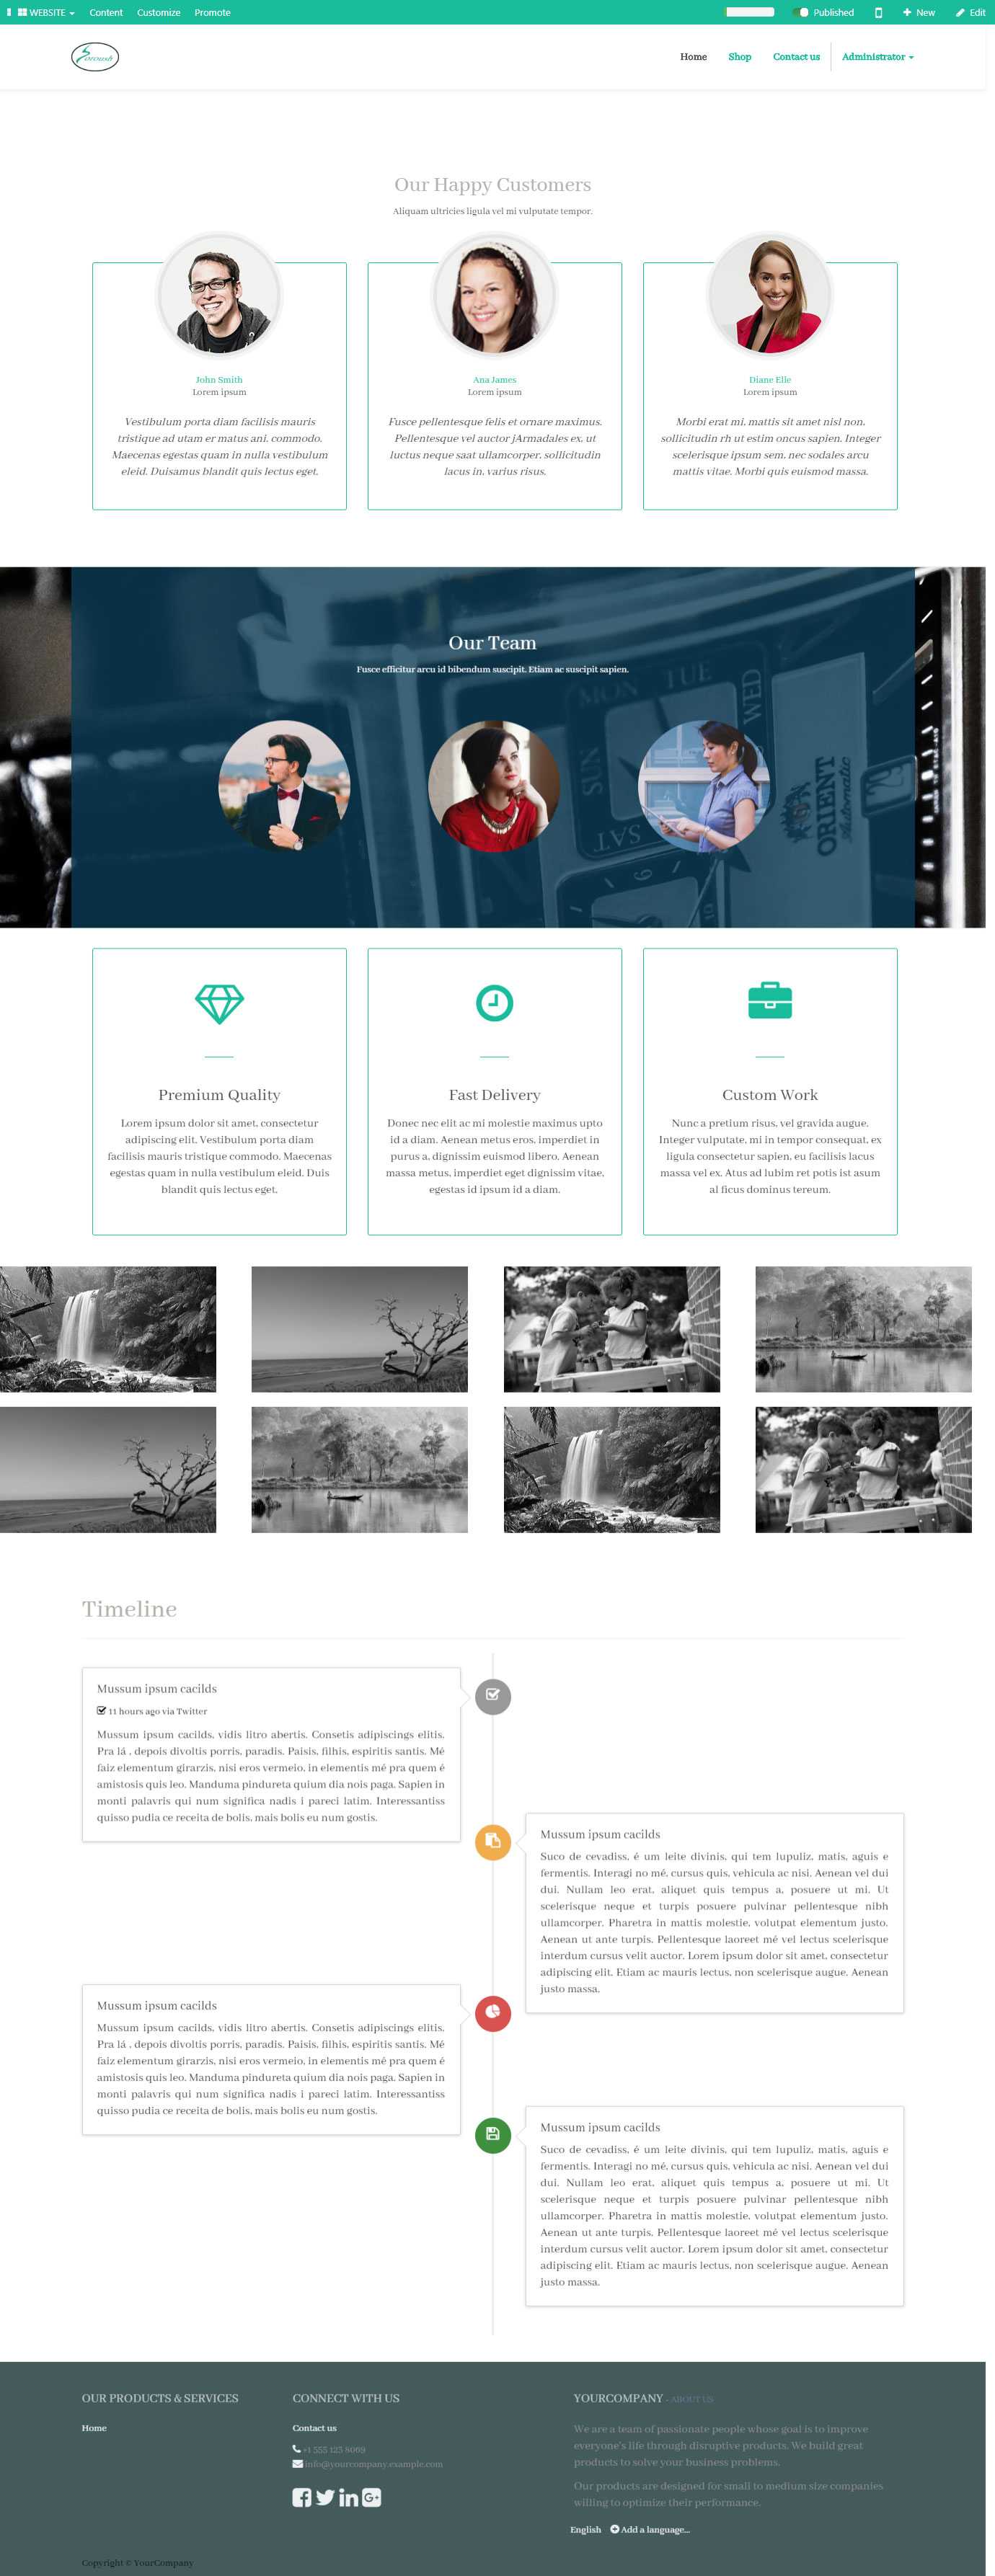 WEBSITE Content Customize Promote Published New Edit
Soroush
Home Shop Contact us Administrator
Our Happy Customers
Aliquam ultricies ligula vel mi vulputate tempor.
John Smith
Lorem ipsum
Vestibulum porta diam facilisis mauris
tristique ad utam er matus ani. commodo.
Maecenas egestas quam in nulla vestibulum
eleid. Duisamus blandit quis lectus eget.
Ana James
Lorem ipsum
Fusce pellentesque felis et ornare maximus.
Pellentesque vel auctor jArmadales ex, ut
luctus neque saat ullamcorper, sollicitudin
lacus in, varius risus.
Diane Elle
Lorem ipsum
Morbi erat mi, mattis sit amet nisl non,
sollicitudin rh ut estim oncus sapien. Integer
scelerisque ipsum sem, nec sodales arcu
mattis vitae. Morbi quis euismod massa.
Our Team
Fusce efficitur arcu id bibendum suscipit. Etiam ac suscipit sapien.
SUN MON TUE WED
SAT
Premium Quality
Lorem ipsum dolor sit amet, consectetur
adipiscing elit. Vestibulum porta diam
facilisis mauris tristique commodo. Maecenas
egestas quam in nulla vestibulum eleid. Duis
blandit quis lectus eget.
Fast Delivery
Donec nec elit ac mi molestie maximus upto
id a diam. Aenean metus eros, imperdiet in
purus a, dignissim euismod libero. Aenean
massa metus, imperdiet eget dignissim vitae,
egestas id ipsum id a diam.
Custom Work
Nunc a pretium risus, vel gravida augue.
Integer vulputate, mi in tempor consequat, ex
ligula consectetur sapien, eu facilisis lacus
massa vel ex. Atus ad lubim ret potis ist asum
al ficus dominus tereum.
Timeline
Mussum ipsum cacilds
11 hours ago via Twitter
Mussum ipsum cacilds, vidis litro abertis. Consetis adipiscings elitis.
Pra lá , depois divoltis porris, paradis. Paisis, filhis, espiritis santis. Mé
faiz elementum girarzis, nisi eros vermeio, in elementis mé pra quem é
amistosis quis leo. Manduma pindureta quium dia nois paga. Sapien in
monti palavris qui num significa nadis i pareci latim. Interessantiss
quisso pudia ce receita de bolis, mais bolis eu num gostis.
Mussum ipsum cacilds
Suco de cevadiss, é um leite divinis, qui tem lupuliz, matis, aguis e
fermentis. Interagi no mé, cursus quis, vehicula ac nisi. Aenean vel dui
dui. Nullam leo erat, aliquet quis tempus a, posuere ut mi. Ut
scelerisque neque et turpis posuere pulvinar pellentesque nibh
ullamcorper. Pharetra in mattis molestie, volutpat elementum justo.
Aenean ut ante turpis. Pellentesque laoreet mé vel lectus scelerisque
interdum cursus velit auctor. Lorem ipsum dolor sit amet, consectetur
adipiscing elit. Etiam ac mauris lectus, non scelerisque augue. Aenean
justo massa.
Mussum ipsum cacilds
Mussum ipsum cacilds, vidis litro abertis. Consetis adipiscings elitis.
Pra lá , depois divoltis porris, paradis. Paisis, filhis, espiritis santis. Mé
faiz elementum girarzis, nisi eros vermeio, in elementis mé pra quem é
amistosis quis leo. Manduma pindureta quium dia nois paga. Sapien in
monti palavris qui num significa nadis i pareci latim. Interessantiss
quisso pudia ce receita de bolis, mais bolis eu num gostis.
Mussum ipsum cacilds
Suco de cevadiss, é um leite divinis, qui tem lupuliz, matis, aguis e
fermentis. Interagi no mé, cursus quis, vehicula ac nisi. Aenean vel dui
dui. Nullam leo erat, aliquet quis tempus a, posuere ut mi. Ut
scelerisque neque et turpis posuere pulvinar pellentesque nibh
ullamcorper. Pharetra in mattis molestie, volutpat elementum justo.
Aenean ut ante turpis. Pellentesque laoreet mé vel lectus scelerisque
interdum cursus velit auctor. Lorem ipsum dolor sit amet, consectetur
adipiscing elit. Etiam ac mauris lectus, non scelerisque augue. Aenean
justo massa.
OUR PRODUCTS & SERVICES
Home
CONNECT WITH US
Contact us
+1 555 123 8069
info@yourcompany.example.com
YOURCOMPANY - ABOUT US
We are a team of passionate people whose goal is to improve
everyone's life through disruptive products. We build great
products to solve your business problems.
Our products are designed for small to medium size companies
willing to optimize their performance.
English Add a language...
Copyright © YourCompany